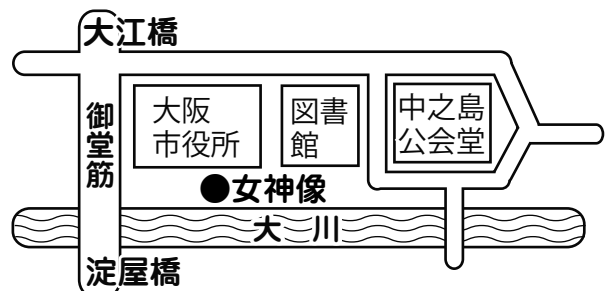 大江橋
御堂筋
大阪
市役所
図書
館
中之島
公会堂
●女神像
大川
淀屋橋